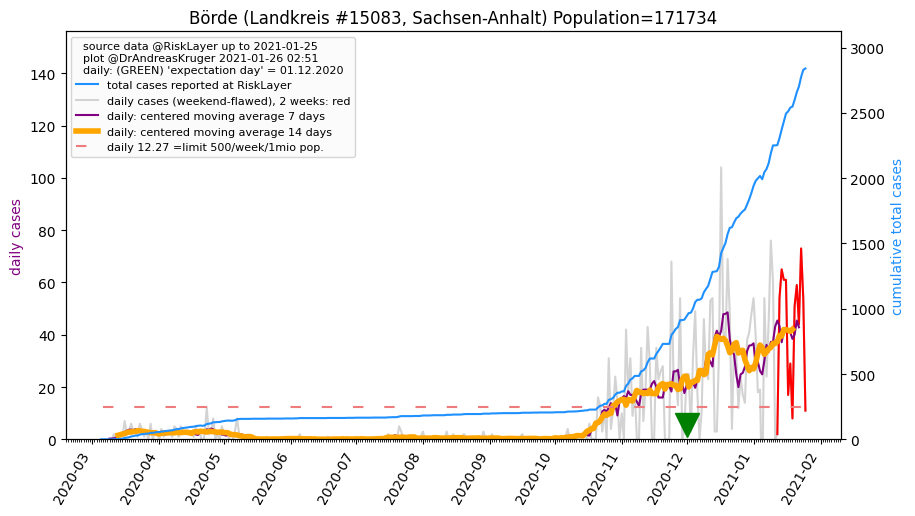 Börde (Landkreis #15083, Sachsen-Anhalt) Population=171734
source data @RiskLayer up to 2021-01-25
plot @DrAndreasKruger 2021-01-26 02:51
daily: (GREEN) 'expectation day' = 01.12.2020
total cases reported at RiskLayer
daily cases (weekend-flawed), 2 weeks: red
daily: centered moving average 7 days
daily: centered moving average 14 days
daily 12.27 =limit 500/week/1mio pop.
daily cases
140
120
100
80
60
40
20
0
3000
2500
2000
1500
1000
500
0
cumulative total cases
2020-03
2020-04
2020-05
2020-06
2020-07
2020-08
2020-09
2020-10
2020-11
2020-12
2021-01
2021-02